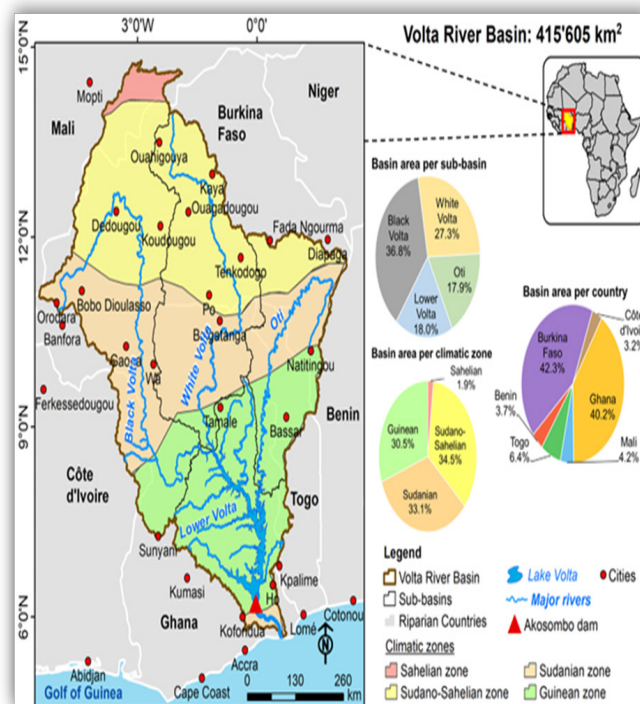 Volta River Basin: 415'605 km²
3°0'W
0°0'
15°0'N
12°0'N
9°0'N
6°0'N
Niger
Mopti
Mali
Burkina
Faso
Ouahigouya
Kaya
Dedougou
Ouagadougou
Koudougou
Fada Ngourma
Diapaga
Tenkodogo
Bobo Dioulasso
Po
Orodara
Banfora
Bolgatanga
Oti
Gao
Wa
White Volta
Black Volta
Natitingou
Ferkessedougou
Tamale
Bassar
Benin
Côte
d'Ivoire
Togo
Lower Volta
Sunyani
Kumasi
Kpalime
Ho
Ghana
Koforidua
Lomé
Cotonou
Accra
Abidjan
Cape Coast
Golf of Guinea
N
0 130 260
km
Basin area per sub-basin
Black
Volta
36.8%
White
Volta
27.3%
Oti
17.9%
Lower
Volta
18.0%
Basin area per country
Burkina
Faso
42.3%
Côte
d'Ivoire
3.2%
Ghana
40.2%
Benin
3.7%
Togo
6.4%
Mali
4.2%
Basin area per climatic zone
Sahelian
1.9%
Guinean
30.5%
Sudano-
Sahelian
34.5%
Sudanian
33.1%
Legend
Volta River Basin
Sub-basins
Riparian Countries
Lake Volta
Major rivers
Akosombo dam
Cities
Climatic zones
Sahelian zone
Sudano-Sahelian zone
Sudanian zone
Guinean zone